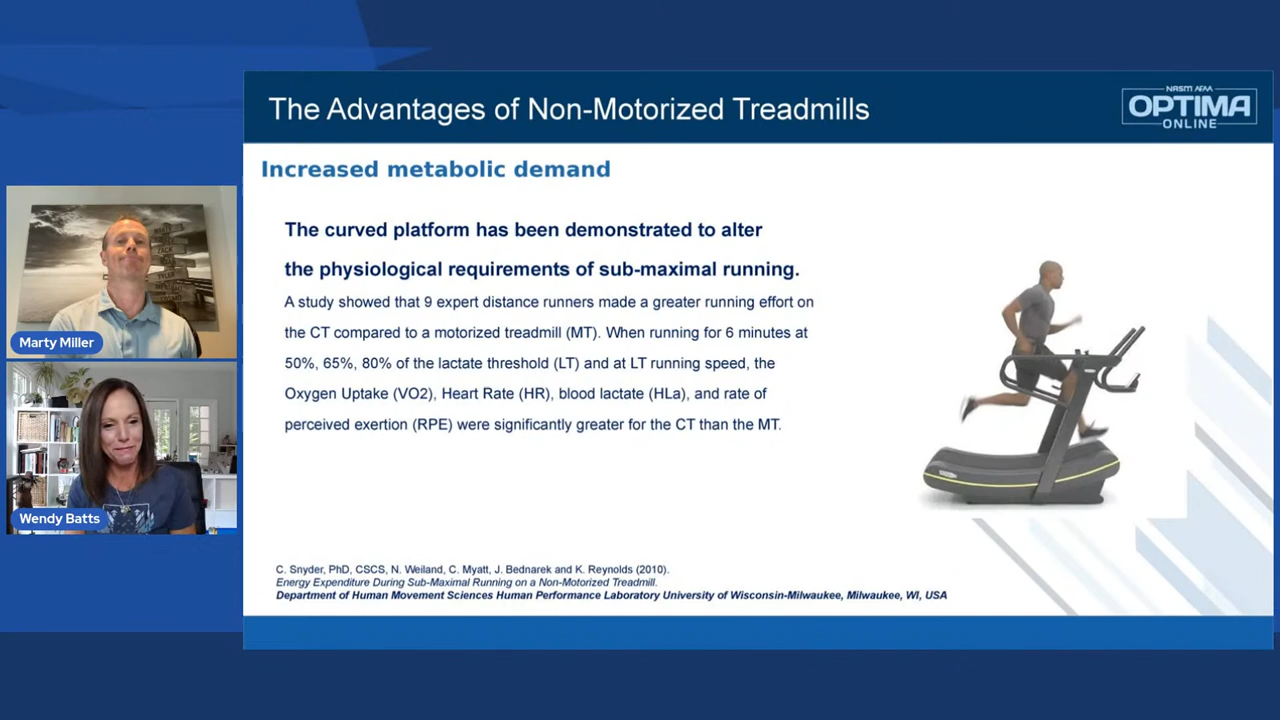 The Advantages of Non-Motorized Treadmills
NASM AFAA
OPTIMA
ONLINE
Increased metabolic demand
The curved platform has been demonstrated to alter
the physiological requirements of sub-maximal running.
A study showed that 9 expert distance runners made a greater running effort on
the CT compared to a motorized treadmill (MT). When running for 6 minutes at
50%, 65%, 80% of the lactate threshold (LT) and at LT running speed, the
Oxygen Uptake (VO2), Heart Rate (HR), blood lactate (HLa), and rate of
perceived exertion (RPE) were significantly greater for the CT than the MT.
C. Snyder, PhD, CSCS, N. Weiland, C. Myatt, J. Bednarek and K. Reynolds (2010).
Energy Expenditure During Sub-Maximal Running on a Non-Motorized Treadmill.
Department of Human Movement Sciences Human Performance Laboratory University of Wisconsin-Milwaukee, Milwaukee, WI, USA
Marty Miller
Wendy Batts